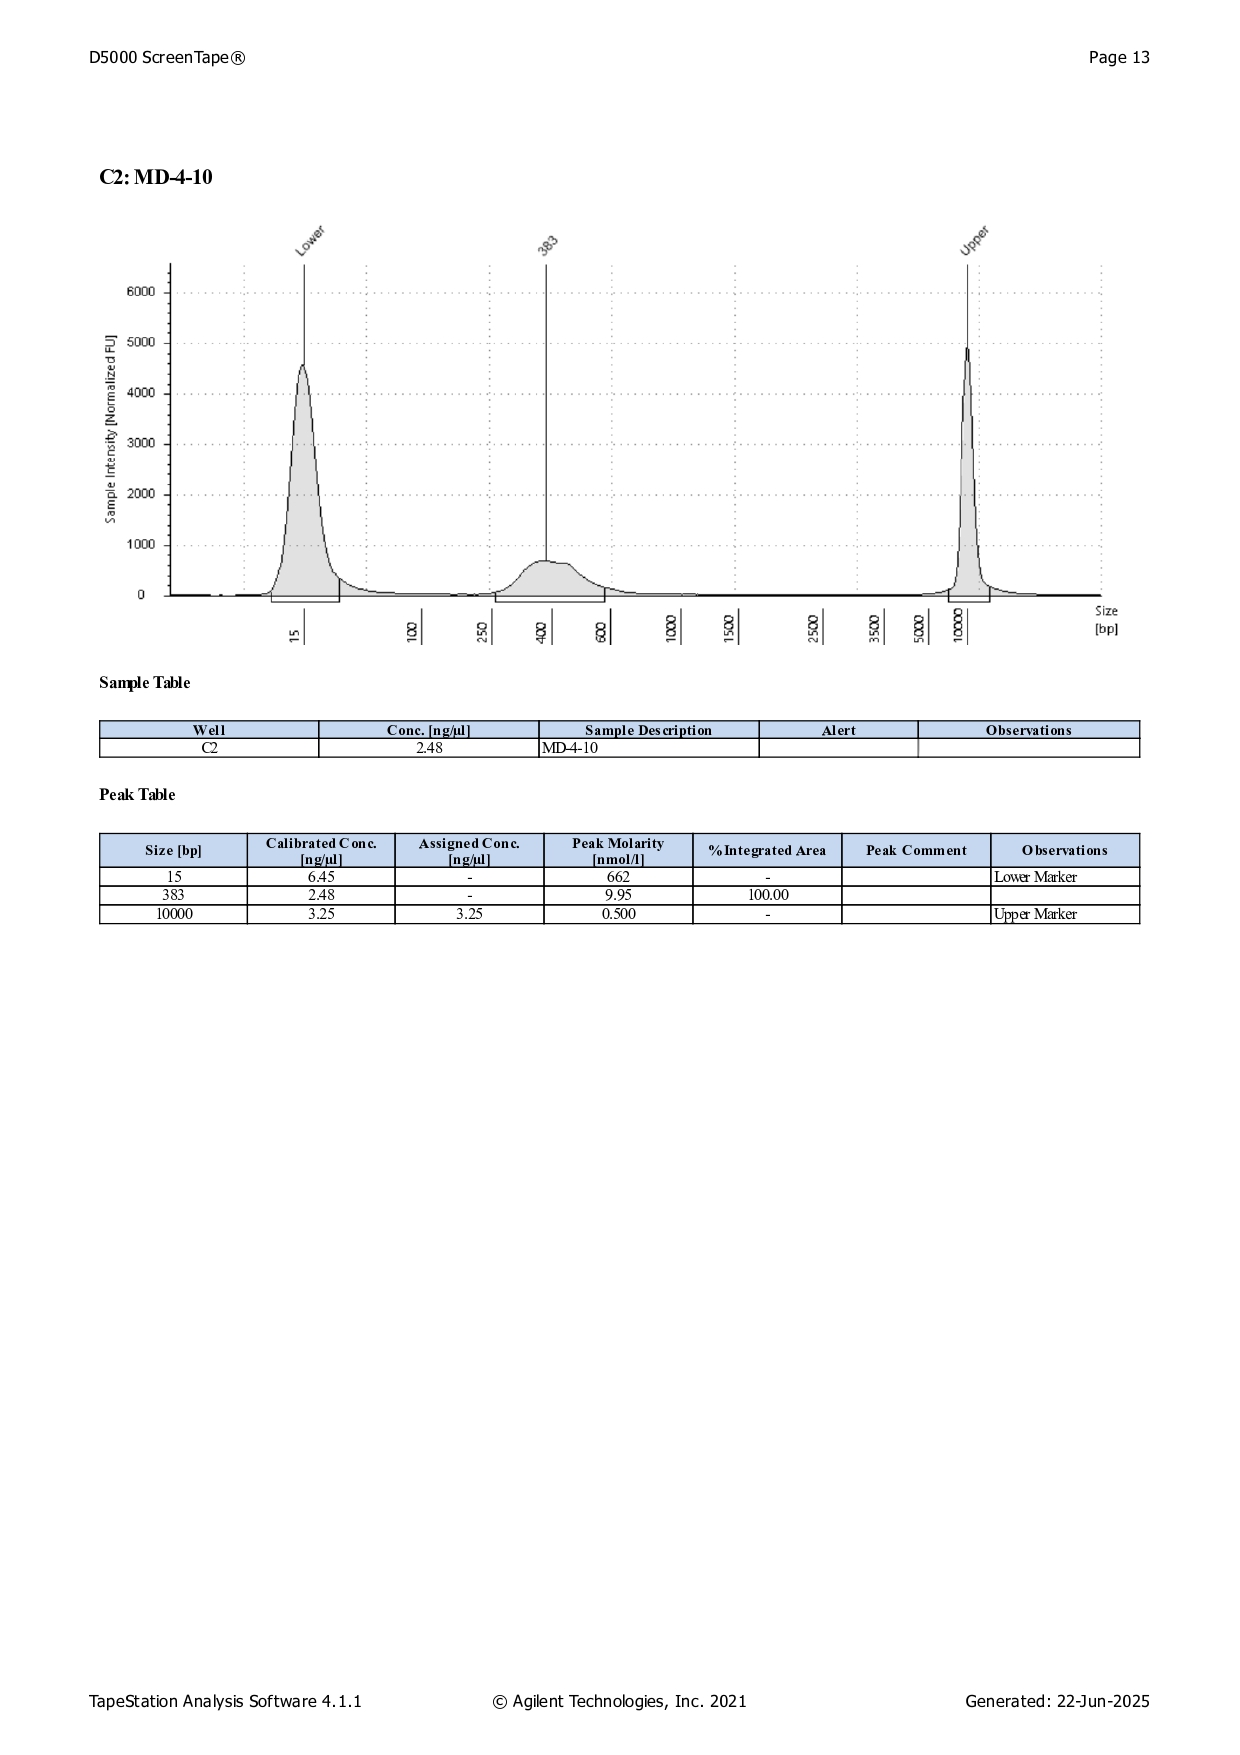 D5000 ScreenTape® Page 13
C2: MD-4-10
Lower 383 Upper
Sample Intensity [Normalized FU]
6000
5000
4000
3000
2000
1000
0
15 100 250 400 600 1000 1500 2500 3500 5000 10000 Size [bp]
Sample Table
Well Conc. [ng/µl] Sample Description Alert Observations
C2 2.48 MD-4-10
Peak Table
Size [bp] Calibrated Conc. [ng/µl] Assigned Conc. [ng/µl] Peak Molarity [nmol/l] % Integrated Area Peak Comment Observations
15 6.45 - 662 - Lower Marker
383 2.48 - 9.95 100.00
10000 3.25 3.25 0.500 - Upper Marker
TapeStation Analysis Software 4.1.1 © Agilent Technologies, Inc. 2021 Generated: 22-Jun-2025